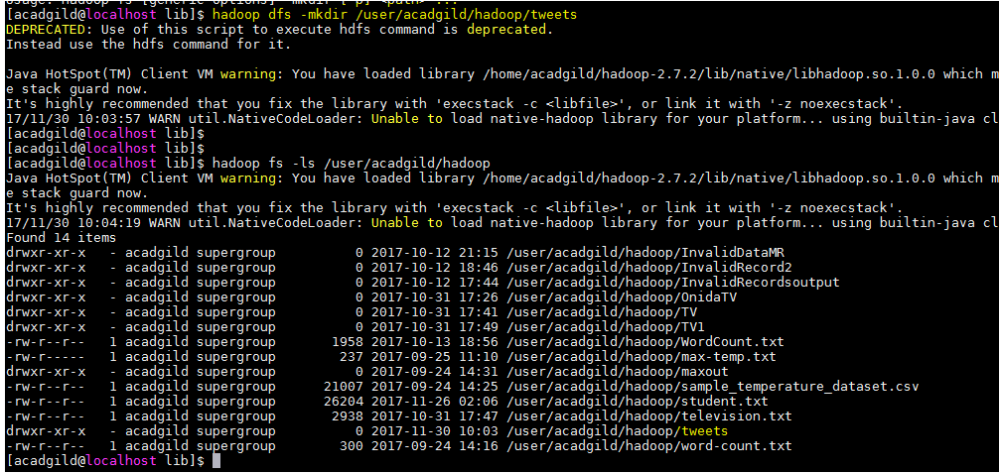 [acadgild@localhost lib]$ hadoop dfs -mkdir /user/acadgild/hadoop/tweets
DEPRECATED: Use of this script to execute hdfs command is deprecated.
Instead use the hdfs command for it.
Java HotSpot(TM) Client VM warning: You have loaded library /home/acadgild/hadoop-2.7.2/lib/native/libhadoop.so.1.0.0 which m
e stack guard now.
It's highly recommended that you fix the library with 'execstack -c <libfile>', or link it with '-z noexecstack'.
17/11/30 10:03:57 WARN util.NativeCodeLoader: Unable to load native-hadoop library for your platform... using builtin-java cl
[acadgild@localhost lib]$
[acadgild@localhost lib]$
[acadgild@localhost lib]$ hadoop fs -ls /user/acadgild/hadoop
Java HotSpot(TM) Client VM warning: You have loaded library /home/acadgild/hadoop-2.7.2/lib/native/libhadoop.so.1.0.0 which m
e stack guard now.
It's highly recommended that you fix the library with 'execstack -c <libfile>', or link it with '-z noexecstack'.
17/11/30 10:04:19 WARN util.NativeCodeLoader: Unable to load native-hadoop library for your platform... using builtin-java cl
Found 14 items
drwxr-xr-x   - acadgild supergroup          0 2017-10-12 21:15 /user/acadgild/hadoop/InvalidDataMR
drwxr-xr-x   - acadgild supergroup          0 2017-10-12 18:46 /user/acadgild/hadoop/InvalidRecord2
drwxr-xr-x   - acadgild supergroup          0 2017-10-12 17:44 /user/acadgild/hadoop/InvalidRecordsoutput
drwxr-xr-x   - acadgild supergroup          0 2017-10-31 17:26 /user/acadgild/hadoop/OnidaTV
drwxr-xr-x   - acadgild supergroup          0 2017-10-31 17:41 /user/acadgild/hadoop/TV
drwxr-xr-x   - acadgild supergroup          0 2017-10-31 17:49 /user/acadgild/hadoop/TV1
-rw-r--r--   1 acadgild supergroup       1958 2017-10-13 18:56 /user/acadgild/hadoop/WordCount.txt
-rw-r-----   1 acadgild supergroup        237 2017-09-25 11:10 /user/acadgild/hadoop/max-temp.txt
drwxr-xr-x   - acadgild supergroup          0 2017-09-24 14:31 /user/acadgild/hadoop/maxout
-rw-r--r--   1 acadgild supergroup      21007 2017-09-24 14:25 /user/acadgild/hadoop/sample_temperature_dataset.csv
-rw-r--r--   1 acadgild supergroup      26204 2017-11-26 02:06 /user/acadgild/hadoop/student.txt
-rw-r--r--   1 acadgild supergroup       2938 2017-10-31 17:47 /user/acadgild/hadoop/television.txt
drwxr-xr-x   - acadgild supergroup          0 2017-11-30 10:03 /user/acadgild/hadoop/tweets
-rw-r--r--   1 acadgild supergroup        300 2017-09-24 14:16 /user/acadgild/hadoop/word-count.txt
[acadgild@localhost lib]$